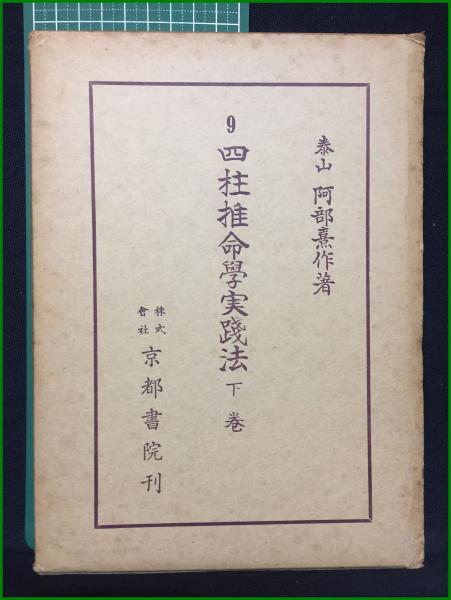 泰山 阿部熹作著
9 四柱推命學実踐法 下巻
株式會社 京都書院刊